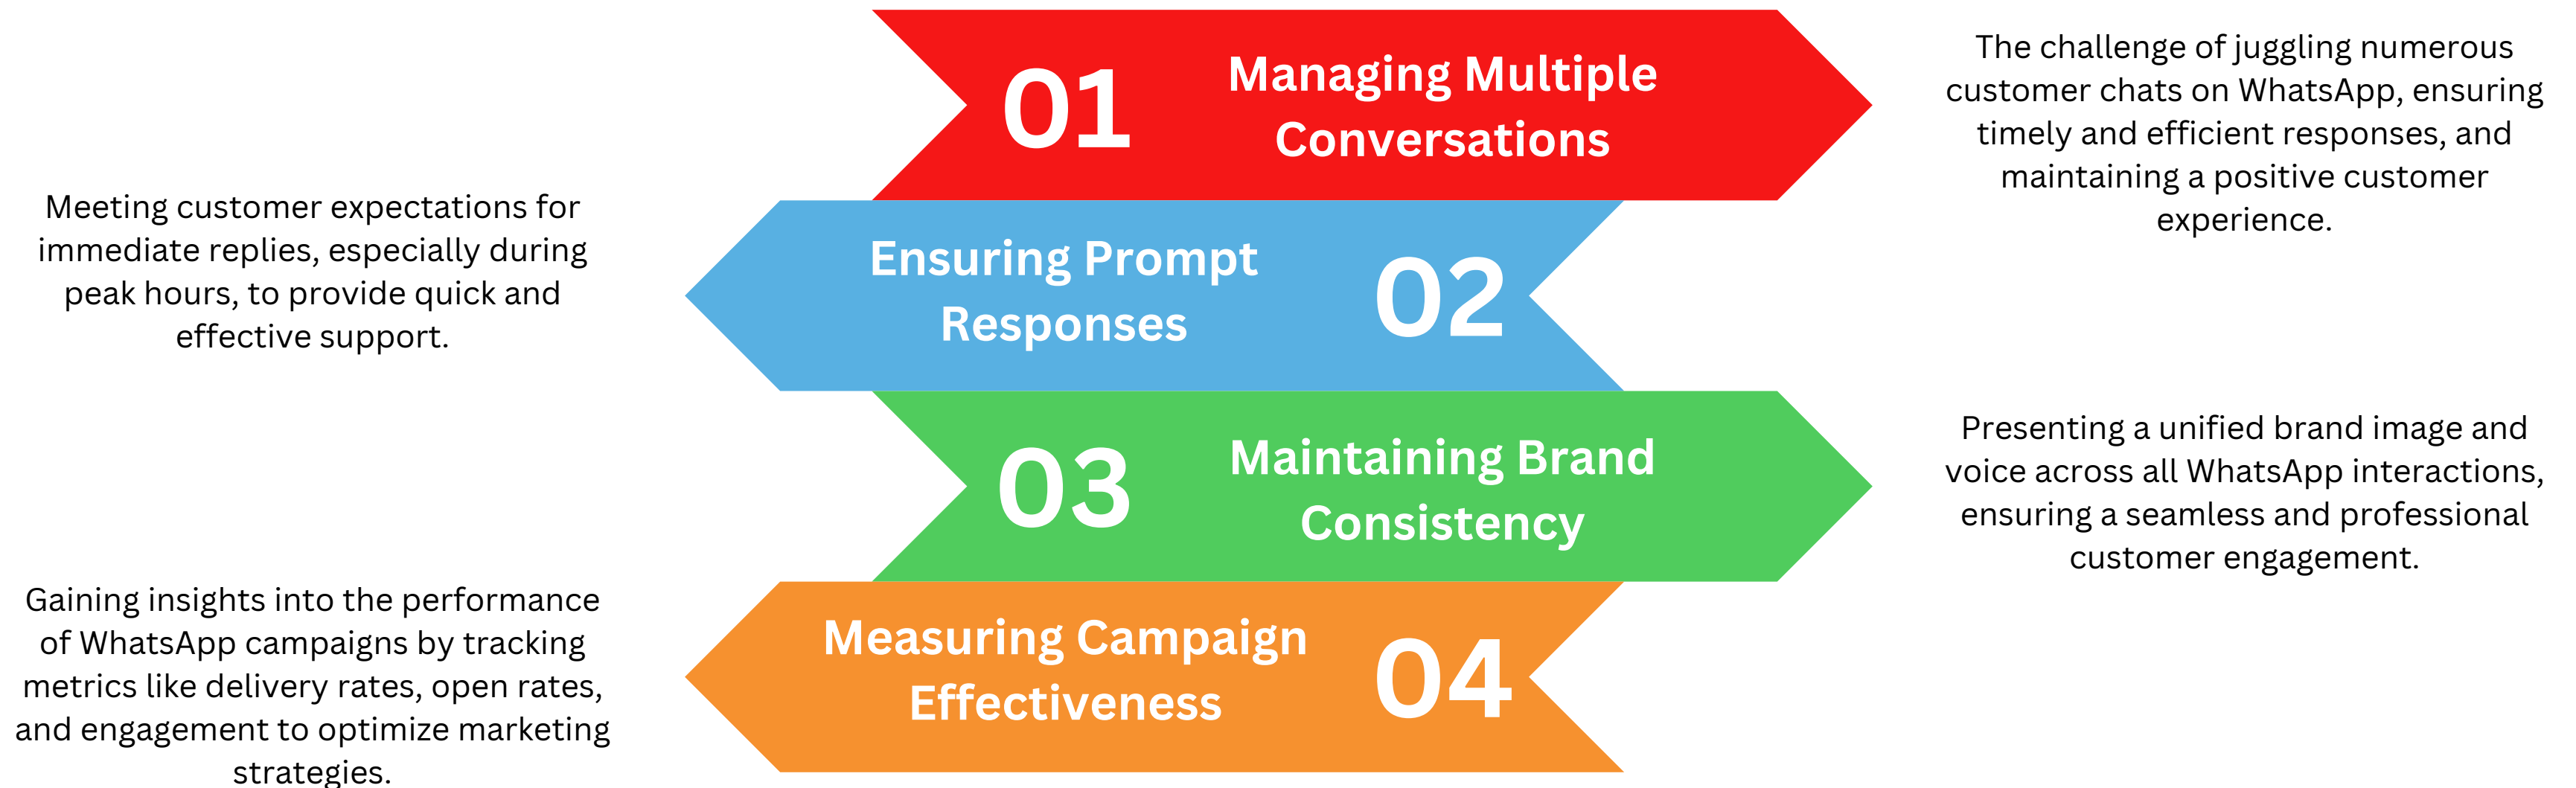 01
Managing Multiple
Conversations
The challenge of juggling numerous
customer chats on WhatsApp, ensuring
timely and efficient responses, and
maintaining a positive customer
experience.
Meeting customer expectations for
immediate replies, especially during
peak hours, to provide quick and
effective support.
Ensuring Prompt
Responses
02
03
Maintaining Brand
Consistency
Presenting a unified brand image and
voice across all WhatsApp interactions,
ensuring a seamless and professional
customer engagement.
Gaining insights into the performance
of WhatsApp campaigns by tracking
metrics like delivery rates, open rates,
and engagement to optimize marketing
strategies.
Measuring Campaign
Effectiveness
04